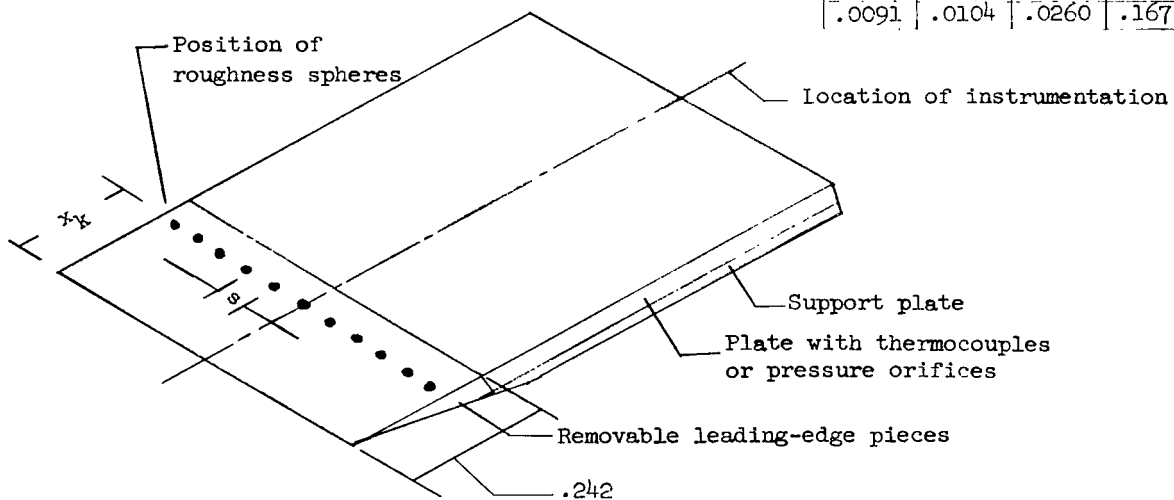 .0091 .0104 .0260 .167
Position of
roughness spheres
Location of instrumentation
xk
s
Support plate
Plate with thermocouples
or pressure orifices
Removable leading-edge pieces
.242